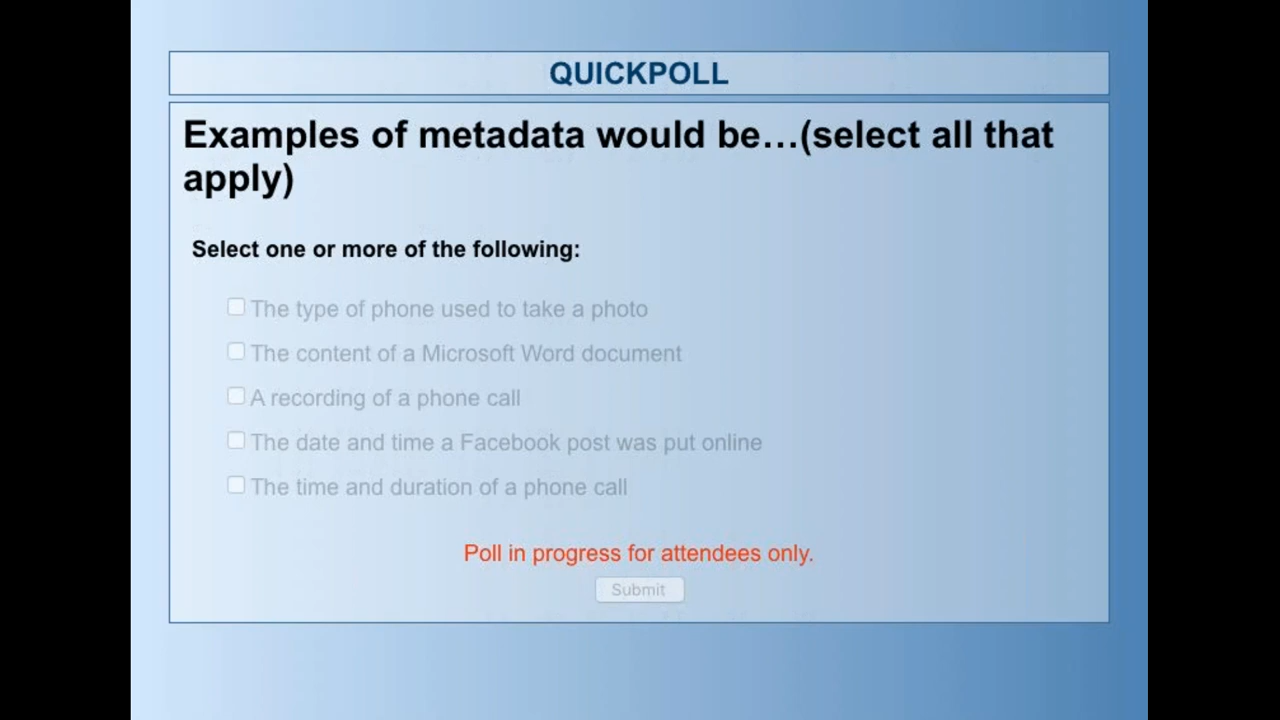 QUICKPOLL
Examples of metadata would be…(select all that
apply)
Select one or more of the following:
The type of phone used to take a photo
The content of a Microsoft Word document
A recording of a phone call
The date and time a Facebook post was put online
The time and duration of a phone call
Poll in progress for attendees only.
Submit